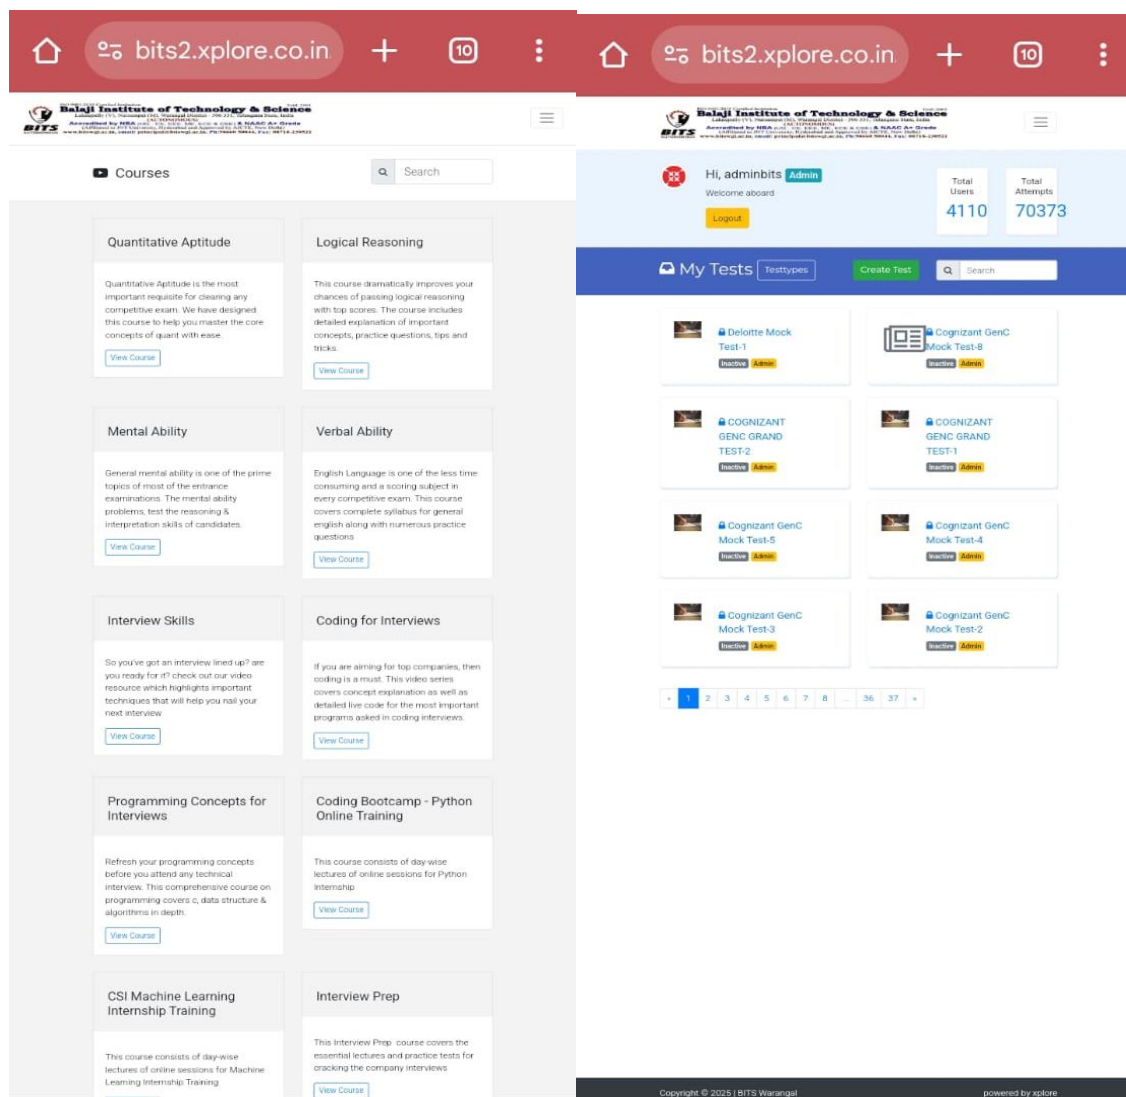 bits2.xplore.co.in
10
Balaji Institute of Technology & Science
BITS
Courses
Search
Quantitative Aptitude
Quantitative Aptitude is the most
important requisite for clearing any
competitive exam. We have designed
this course to help you master the core
concepts of quant with ease.
View Course
Logical Reasoning
This course dramatically improves your
chances of passing logical reasoning
with top scores. The course includes
detailed explanation of important
concepts, practice questions, tips and
tricks.
View Course
Mental Ability
General mental ability is one of the prime
topics of most of the entrance
examinations. The mental ability
problems, test the reasoning &
interpretation skills of candidates.
View Course
Verbal Ability
English Language is one of the less time
consuming and a scoring subject in
every competitive exam. This course
covers complete syllabus for general
english along with numerous practice
questions
View Course
Interview Skills
So you've got an interview lined up? are
you ready for it? check out our video
resource which highlights important
techniques that will help you nail your
next interview
View Course
Coding for Interviews
If you are aiming for top companies, then
coding is a must. This video series
covers concept explanation as well as
detailed live code for the most important
programs asked in coding interviews.
View Course
Programming Concepts for
Interviews
Refresh your programming concepts
before you attend any technical
interview. This comprehensive course on
programming covers c, data structure &
algorithms in depth.
View Course
Coding Bootcamp - Python
Online Training
This course consists of day-wise
lectures of online sessions for Python
Internship
View Course
CSI Machine Learning
Internship Training
This course consists of day-wise
lectures of online sessions for Machine
Learning Internship Training
Interview Prep
This Interview Prep course covers the
essential lectures and practice tests for
cracking the company interviews
View Course
bits2.xplore.co.in
10
Balaji Institute of Technology & Science
BITS
Hi, adminbits Admin
Welcome aboard
Logout
Total
Users
4110
Total
Attempts
70373
My Tests Testtypes Create Test Search
Deloitte Mock
Test-1
Inactive Admin
Cognizant GenC
Mock Test-8
Inactive Admin
COGNIZANT
GENC GRAND
TEST-2
Inactive Admin
COGNIZANT
GENC GRAND
TEST-1
Inactive Admin
Cognizant GenC
Mock Test-5
Inactive Admin
Cognizant GenC
Mock Test-4
Inactive Admin
Cognizant GenC
Mock Test-3
Inactive Admin
Cognizant GenC
Mock Test-2
Inactive Admin
« 1 2 3 4 5 6 7 8 ... 36 37 »
Copyright © 2025 | BITS Warangal powered by xplore